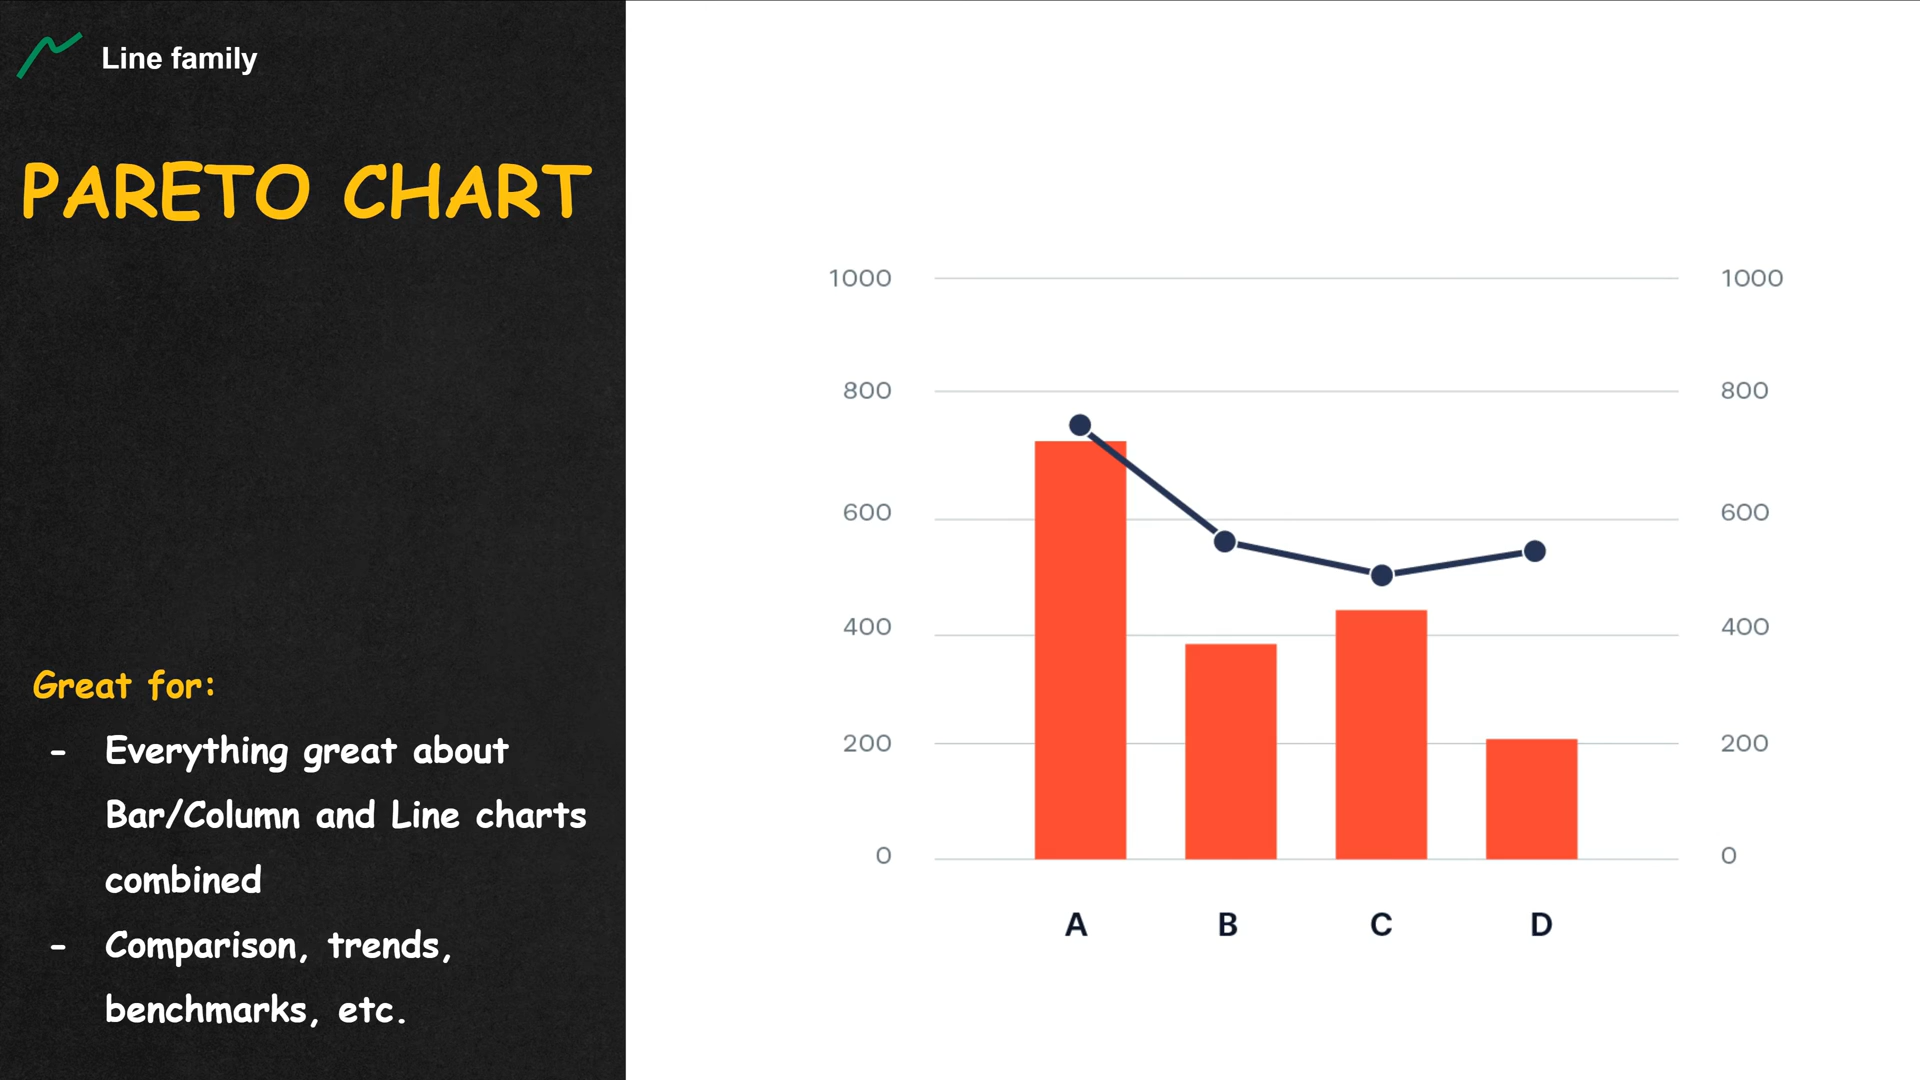 Line family
PARETO CHART
Great for:
- Everything great about
Bar/Column and Line charts
combined
- Comparison, trends,
benchmarks, etc.
1000 1000
800 800
600 600
400 400
200 200
0 0
A B C D